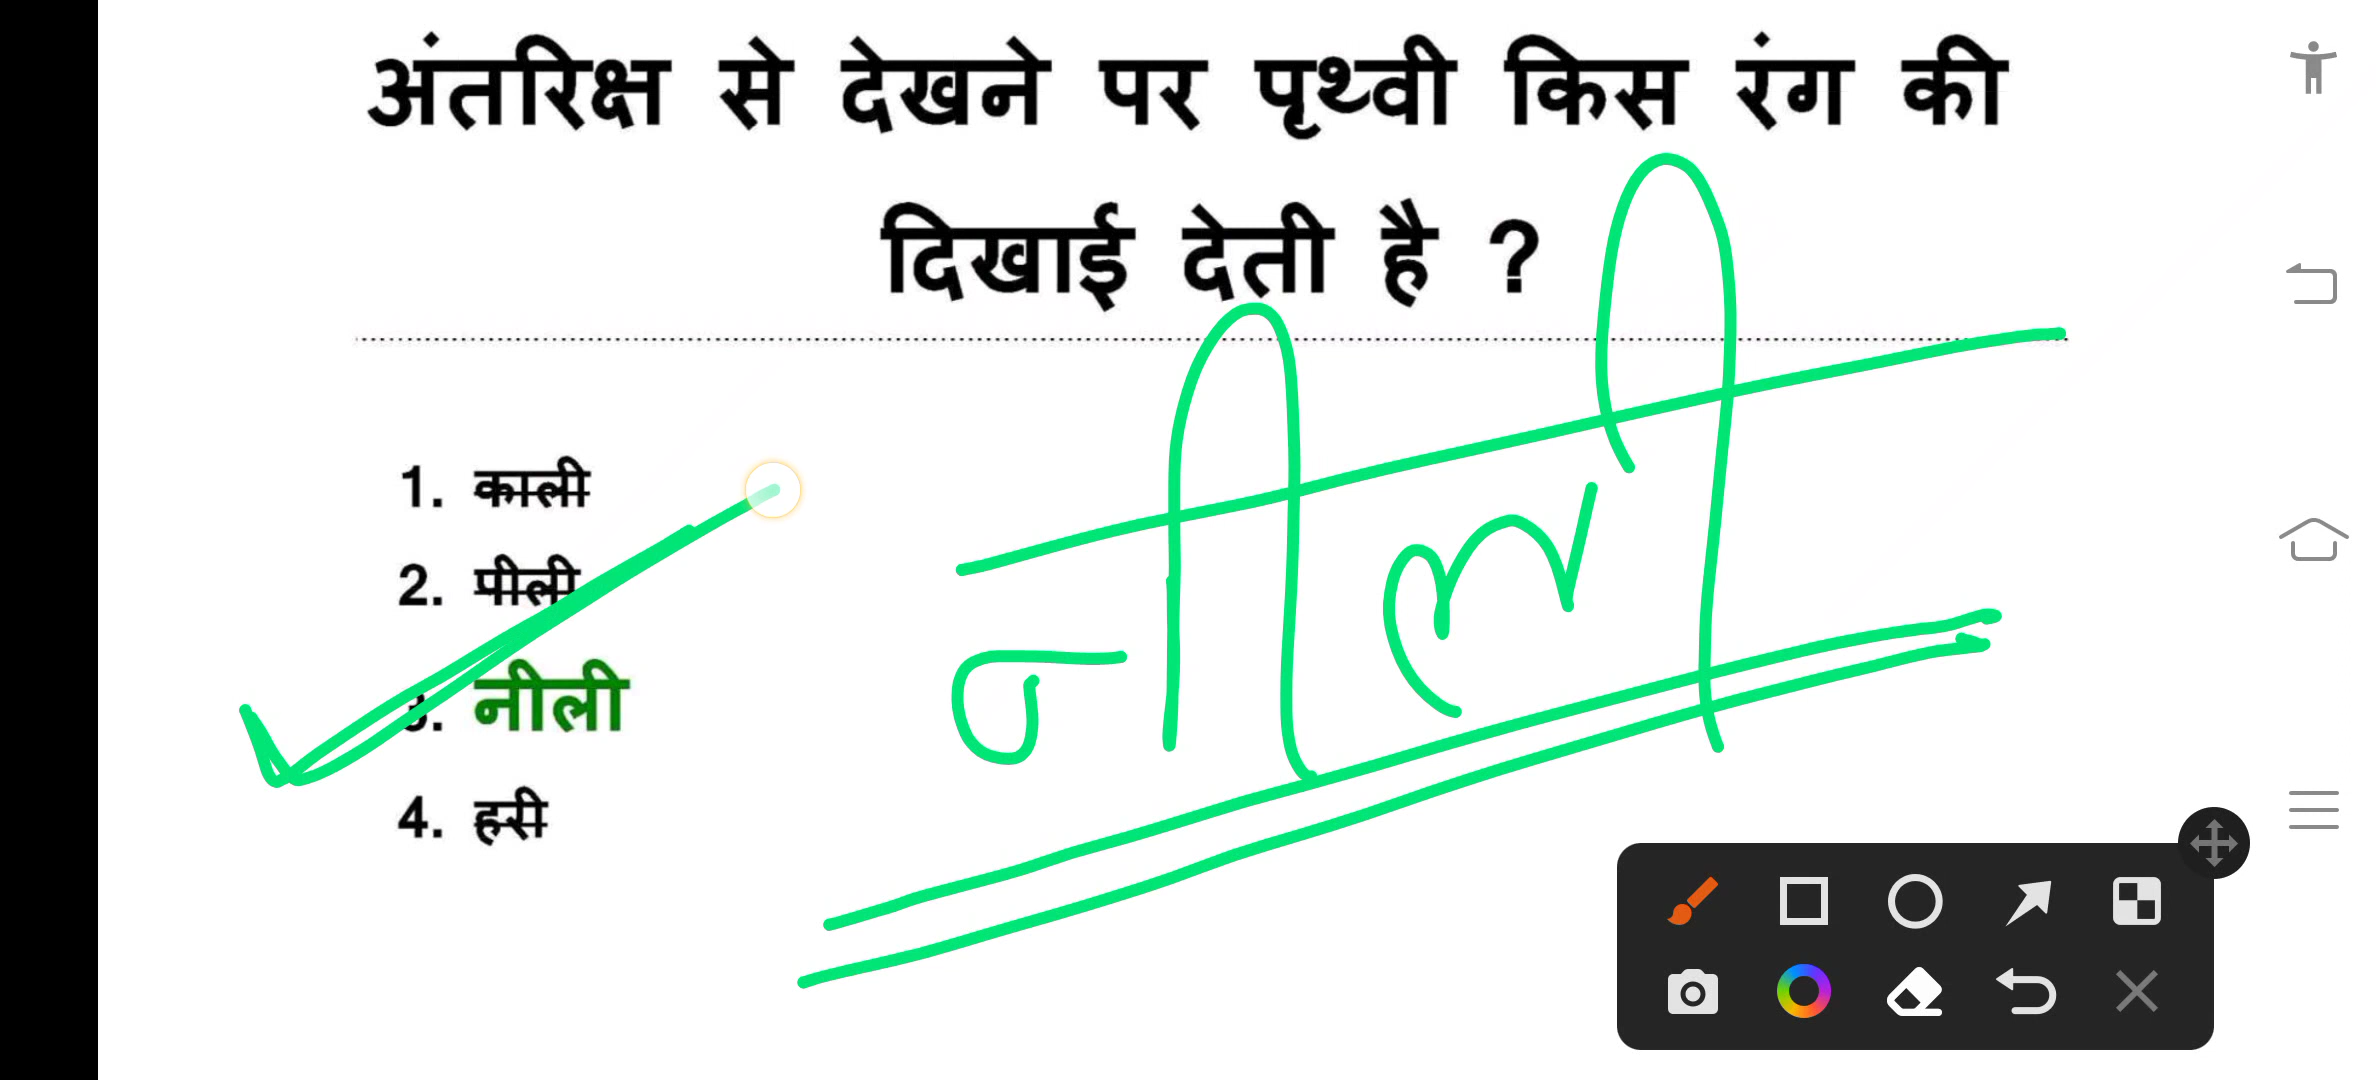 अंतरिक्ष से देखने पर पृथ्वी किस रंग की
दिखाई देती है ?
1. काली
2. पीली
3. नीली
4. हरी
नीली